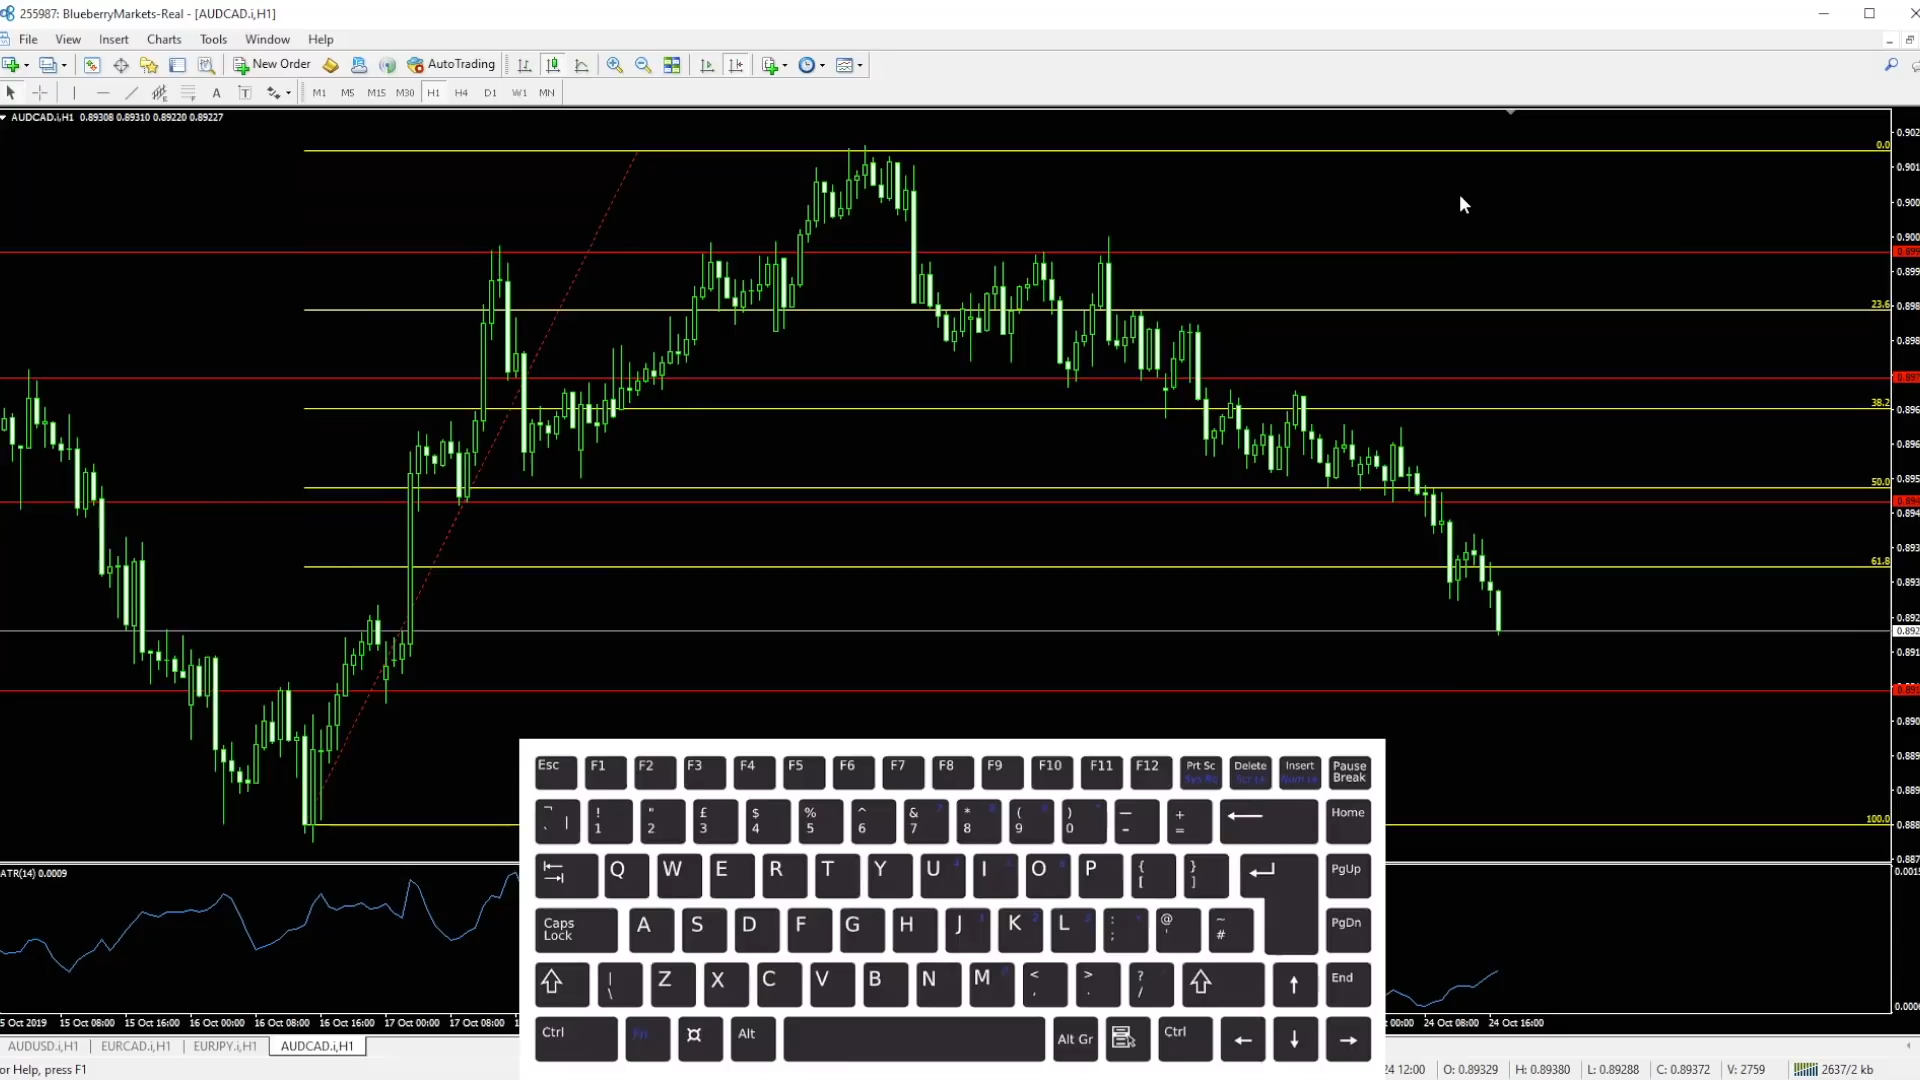 255987: BlueberryMarkets-Real - [AUDCAD.i,H1]
File View Insert Charts Tools Window Help
New Order AutoTrading
A T M1 M5 M15 M30 H1 H4 D1 W1 MN
AUDCAD.i,H1 0.89308 0.89310 0.89220 0.89227
0.0
23.6
38.2
50.0
61.8
100.0
ATR(14) 0.0009
Esc F1 F2 F3 F4 F5 F6 F7 F8 F9 F10 F11 F12 Prt Sc Sys Rq Delete Insert Pause Break
¬ ` | ! 1 " 2 £ 3 $ 4 % 5 ^ 6 & 7 * 8 ( 9 ) 0 — - + = Home
Q W E R T Y U I O P { [ } ] PgUp
Caps Lock A S D F G H J K L : ; @ ' ~ # PgDn
| \ Z X C V B N M < , > . ? / End
Ctrl Fn Alt Alt Gr Ctrl
15 Oct 08:00 15 Oct 16:00 16 Oct 00:00 16 Oct 08:00 16 Oct 16:00 17 Oct 00:00 17 Oct 08:00 24 Oct 08:00 24 Oct 16:00
AUDUSD.i,H1 EURCAD.i,H1 EURJPY.i,H1 AUDCAD.i,H1
or Help, press F1 24 12:00 O: 0.89329 H: 0.89380 L: 0.89288 C: 0.89372 V: 2759 2637/2 kb